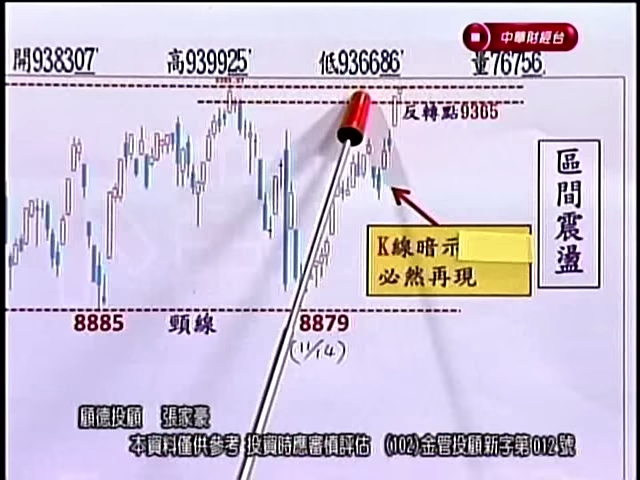 中華財經台
開938307' 高939925' 低936686' 量76756
反轉點9365
區間震盪
K線暗示
必然再現
8885 頸線 8879
(11/14)
顧德投顧 張家豪
本資料僅供參考 投資時應審慎評估 (102)金管投顧新字第012號